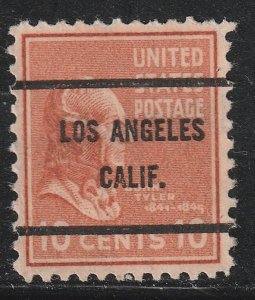 UNITED
STATES
POSTAGE
LOS ANGELES
CALIF.
TYLER
1841-1845
10 CENTS 10